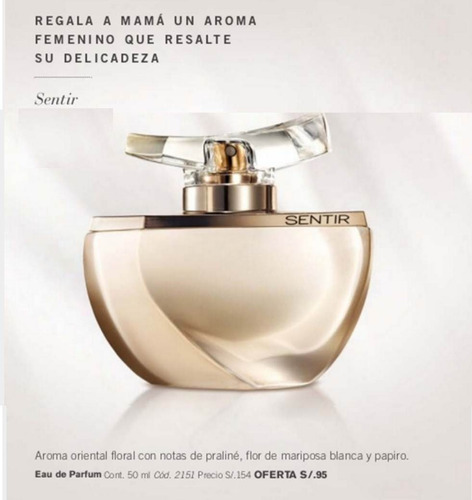 REGALA A MAMÁ UN AROMA
FEMENINO QUE RESALTE
SU DELICADEZA
Sentir
SENTIR
Aroma oriental floral con notas de praliné, flor de mariposa blanca y papiro.
Eau de Parfum Cont. 50 ml Cód. 2151 Precio S/.154 OFERTA S/.95